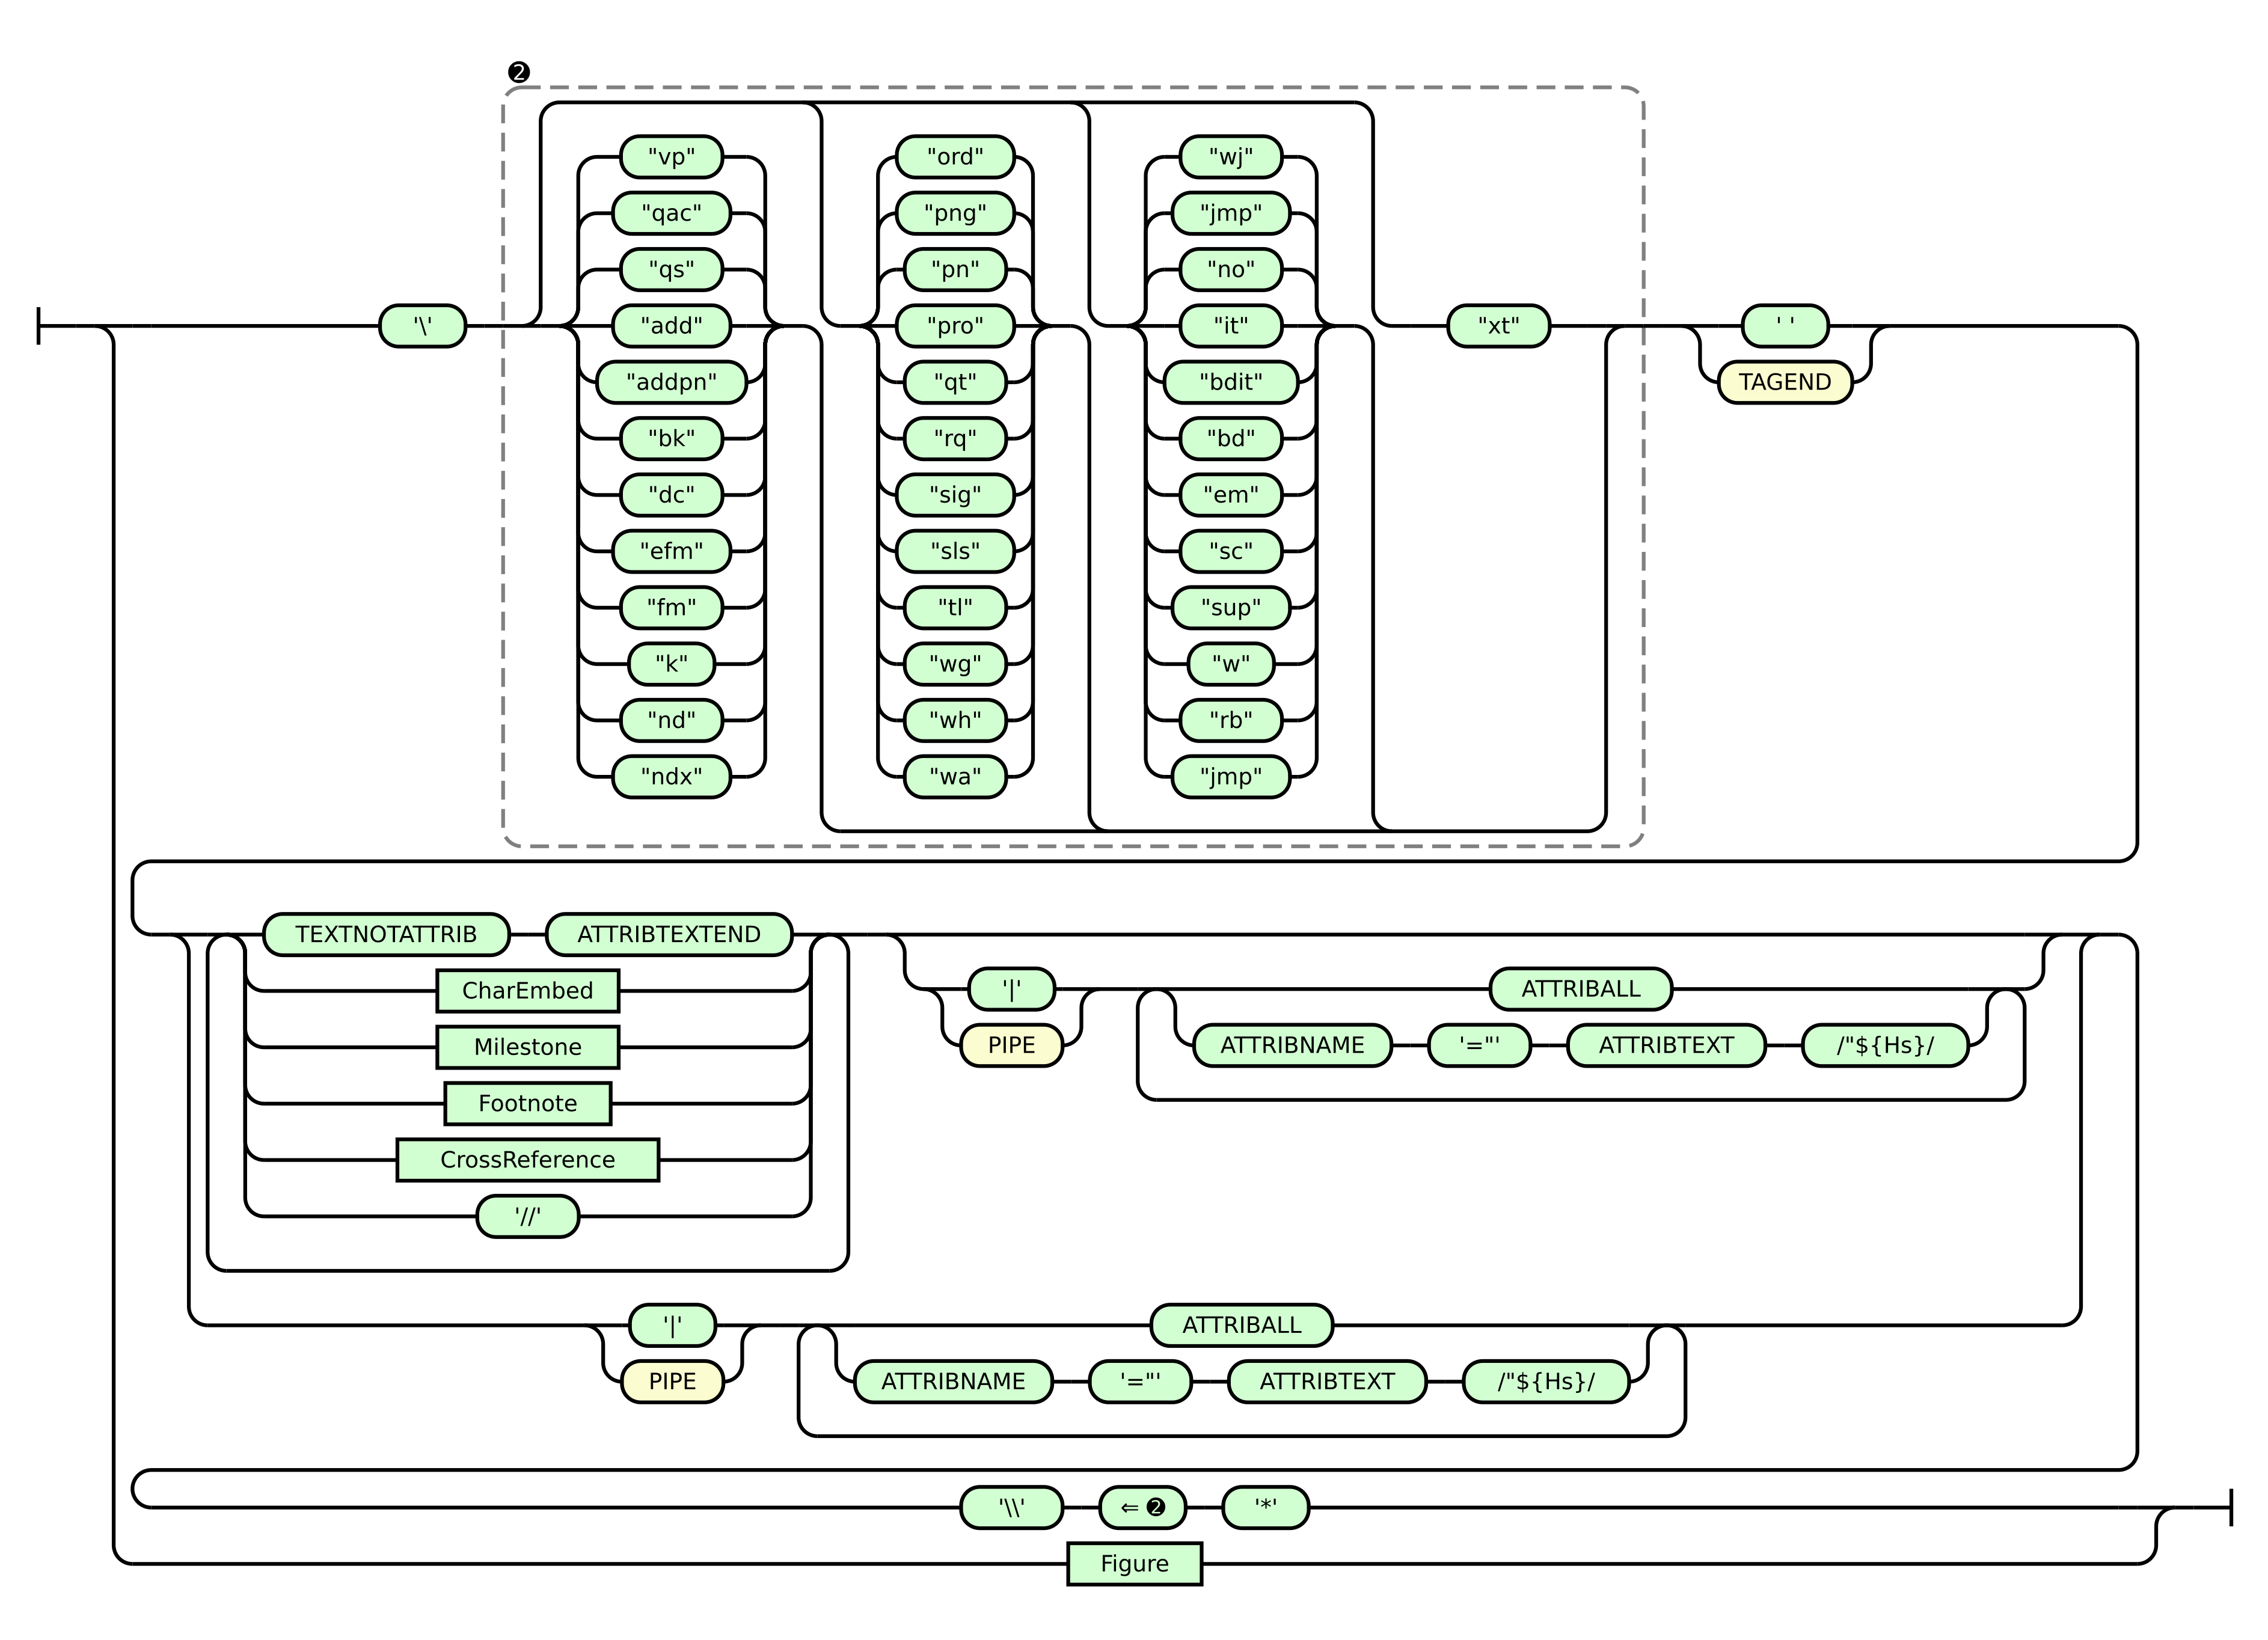 ❷
"vp" "ord" "wj"
"qac" "png" "jmp"
"qs" "pn" "no"
'\' "add" "pro" "it" "xt" ' '
"addpn" "qt" "bdit" TAGEND
"bk" "rq" "bd"
"dc" "sig" "em"
"efm" "sls" "sc"
"fm" "tl" "sup"
"k" "wg" "w"
"nd" "wh" "rb"
"ndx" "wa" "jmp"
TEXTNOTATTRIB ATTRIBTEXTEND
CharEmbed '|' ATTRIBALL
Milestone PIPE ATTRIBNAME '="' ATTRIBTEXT /"${Hs}/
Footnote
CrossReference
'//'
'|' ATTRIBALL
PIPE ATTRIBNAME '="' ATTRIBTEXT /"${Hs}/
'\\' ⇐ ❷ '*'
Figure